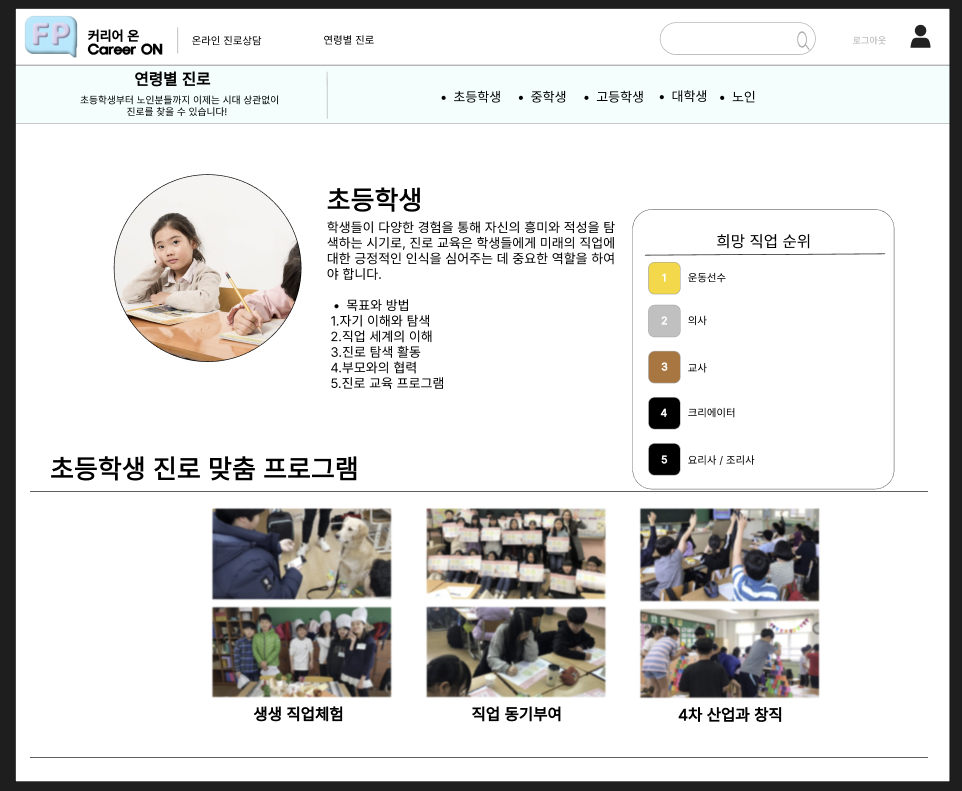 FP
커리어 온
Career ON
온라인 진로상담
연령별 진로
로그아웃
연령별 진로
초등학생부터 노인분들까지 이제는 시대 상관없이
진로를 찾을 수 있습니다!
• 초등학생 • 중학생 • 고등학생 • 대학생 • 노인
초등학생
학생들이 다양한 경험을 통해 자신의 흥미와 적성을 탐
색하는 시기로, 진로 교육은 학생들에게 미래의 직업에
대한 긍정적인 인식을 심어주는 데 중요한 역할을 하여
야 합니다.
• 목표와 방법
1.자기 이해와 탐색
2.직업 세계의 이해
3.진로 탐색 활동
4.부모와의 협력
5.진로 교육 프로그램
희망 직업 순위
1 운동선수
2 의사
3 교사
4 크리에이터
5 요리사 / 조리사
초등학생 진로 맞춤 프로그램
생생 직업체험
직업 동기부여
4차 산업과 창직